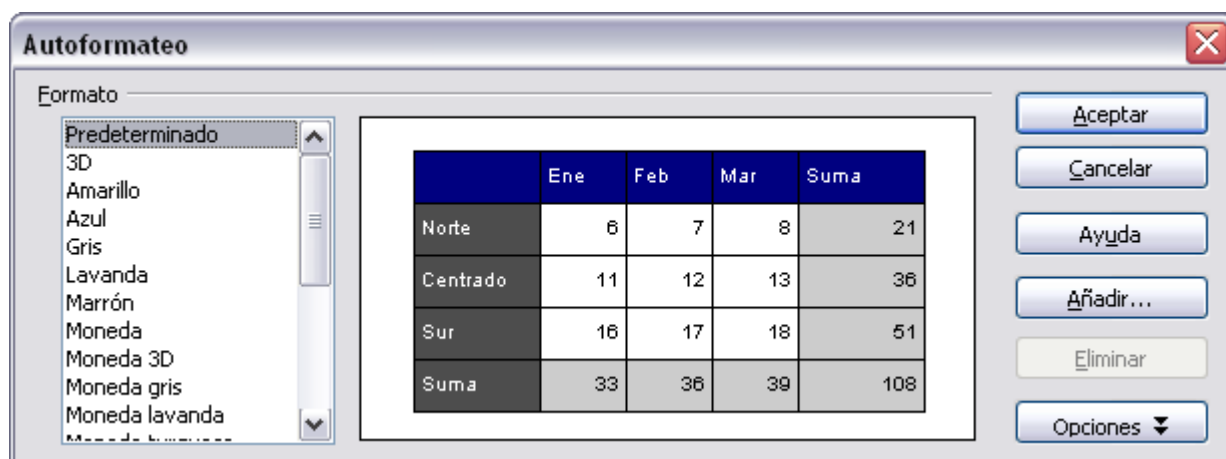 Autoformateo
Formato
Predeterminado
3D
Amarillo
Azul
Gris
Lavanda
Marrón
Moneda
Moneda 3D
Moneda gris
Moneda lavanda
Moneda turquesa
Ene Feb Mar Suma
Norte 6 7 8 21
Centrado 11 12 13 36
Sur 16 17 18 51
Suma 33 36 39 108
Aceptar
Cancelar
Ayuda
Añadir...
Eliminar
Opciones